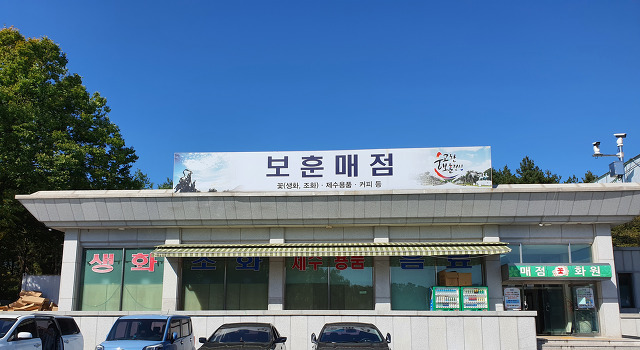 보훈매점
꽃(생화, 조화) · 제수용품 · 커피 등
생화
조화
제수 용품
음료
매점 꽃 화원